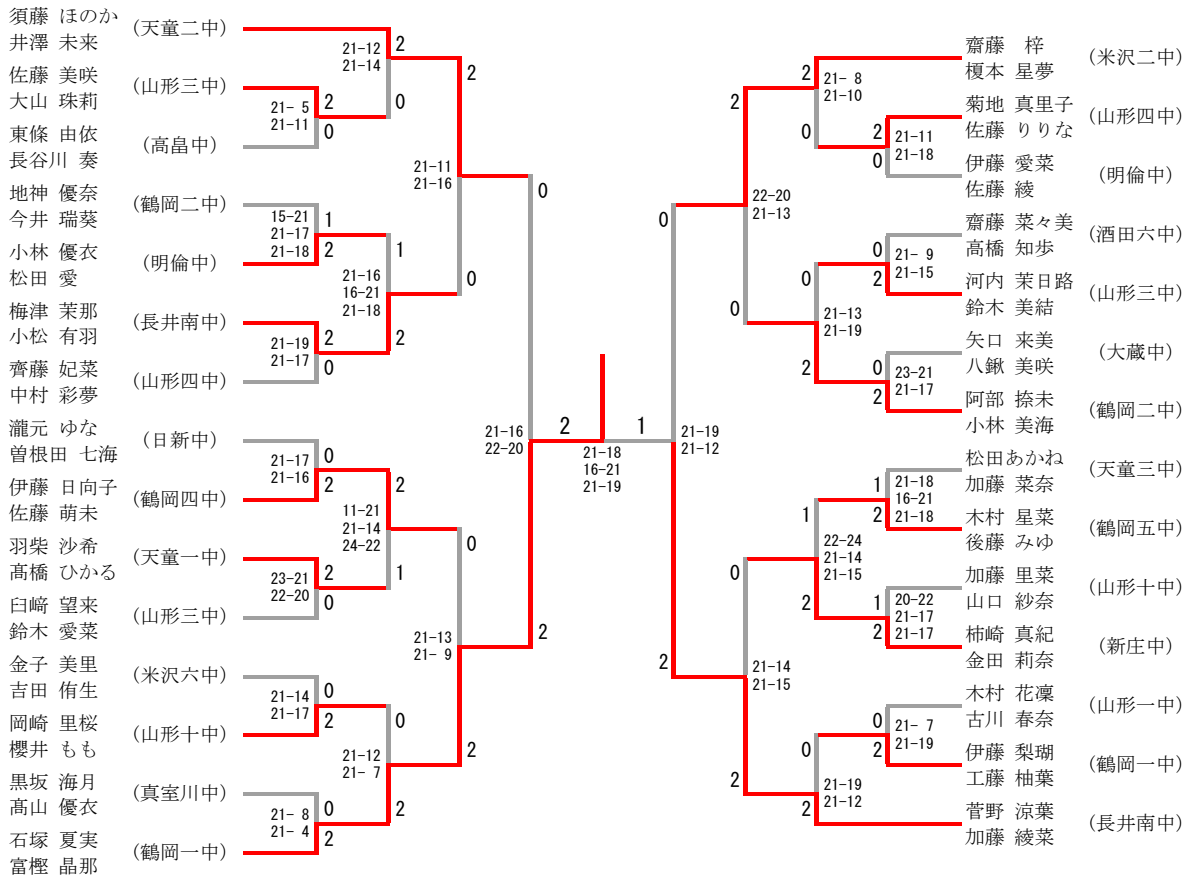 須藤 ほのか
井澤 未来
(天童二中)
佐藤 美咲
大山 珠莉
(山形三中)
東條 由依
長谷川 奏
(高畠中)
地神 優奈
今井 瑞葵
(鶴岡二中)
小林 優衣
松田 愛
(明倫中)
梅津 茉那
小松 有羽
(長井南中)
齊藤 妃菜
中村 彩夢
(山形四中)
瀧元 ゆな
曽根田 七海
(日新中)
伊藤 日向子
佐藤 萌未
(鶴岡四中)
羽柴 沙希
髙橋 ひかる
(天童一中)
臼﨑 望来
鈴木 愛菜
(山形三中)
金子 美里
吉田 侑生
(米沢六中)
岡崎 里桜
櫻井 もも
(山形十中)
黒坂 海月
髙山 優衣
(真室川中)
石塚 夏実
富樫 晶那
(鶴岡一中)
21- 5
21-11
2
0
15-21
21-17
21-18
1
2
21-19
21-17
2
0
21-17
21-16
0
2
23-21
22-20
2
0
21-14
21-17
0
2
21- 8
21- 4
0
2
21-12
21-14
2
0
21-16
16-21
21-18
1
2
11-21
21-14
24-22
2
1
21-12
21- 7
0
2
21-11
21-16
2
0
21-13
21- 9
0
2
21-16
22-20
0
2
2
1
21-18
16-21
21-19
21-19
21-12
0
2
22-20
21-13
2
0
21-14
21-15
0
2
21- 8
21-10
2
0
21-13
21-19
0
2
22-24
21-14
21-15
1
2
21-19
21-12
0
2
21-11
21-18
2
0
21- 9
21-15
0
2
23-21
21-17
0
2
21-18
16-21
21-18
1
2
20-22
21-17
21-17
1
2
21- 7
21-19
0
2
齋藤 梓
榎本 星夢
(米沢二中)
菊地 真里子
佐藤 りりな
(山形四中)
伊藤 愛菜
佐藤 綾
(明倫中)
齋藤 菜々美
高橋 知歩
(酒田六中)
河内 茉日路
鈴木 美結
(山形三中)
矢口 来美
八鍬 美咲
(大蔵中)
阿部 捺未
小林 美海
(鶴岡二中)
松田あかね
加藤 菜奈
(天童三中)
木村 星菜
後藤 みゆ
(鶴岡五中)
加藤 里菜
山口 紗奈
(山形十中)
柿崎 真紀
金田 莉奈
(新庄中)
木村 花凜
古川 春奈
(山形一中)
伊藤 梨瑚
工藤 柚葉
(鶴岡一中)
菅野 涼葉
加藤 綾菜
(長井南中)